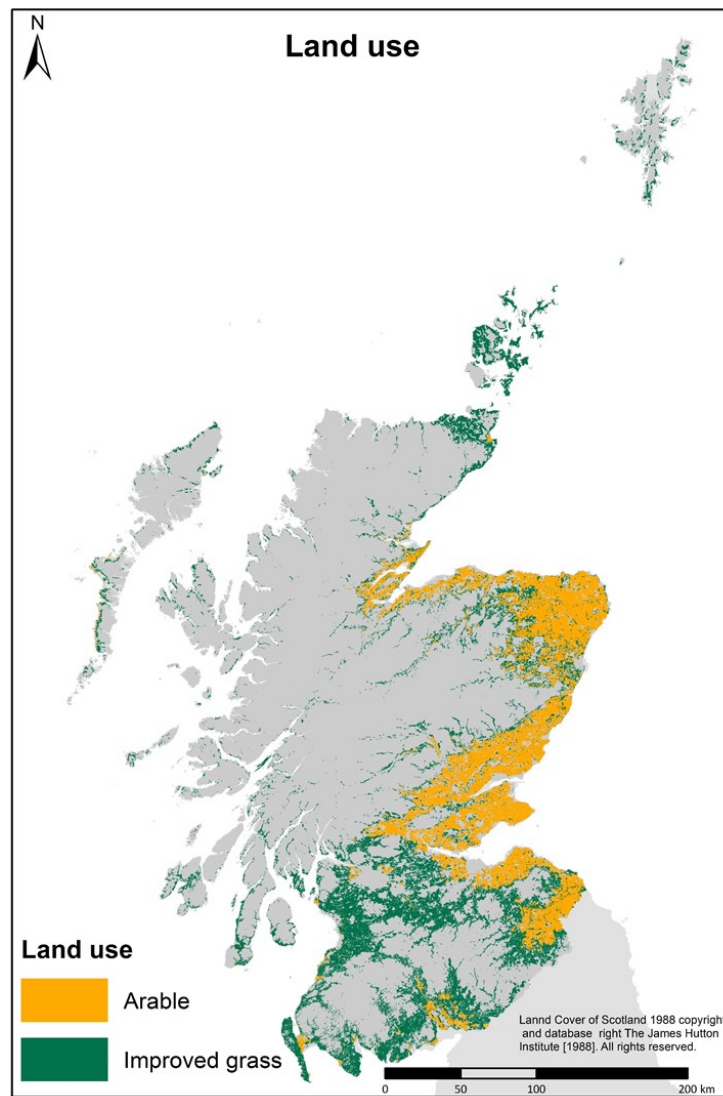 N
Land use
Land use
Arable
Improved grass
Lannd Cover of Scotland 1988 copyright
and database right The James Hutton
Institute [1988]. All rights reserved.
0 50 100 200 km